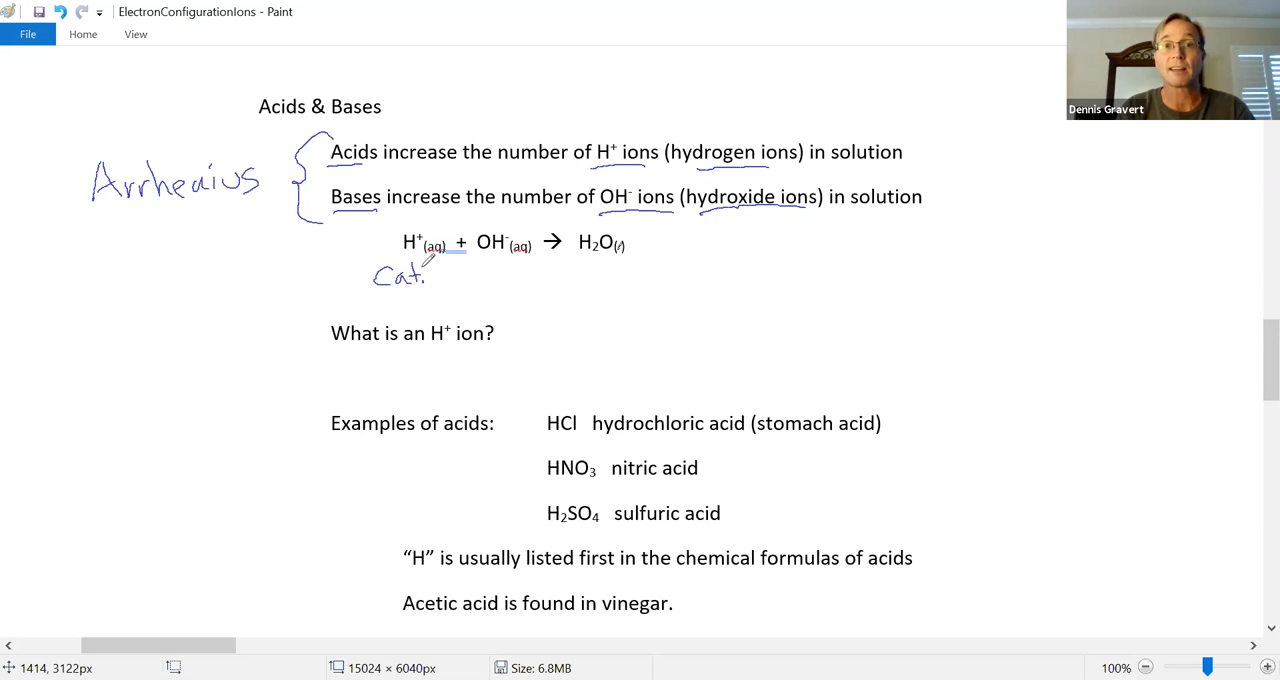 ElectronConfigurationIons - Paint
File Home View
Dennis Gravert
Acids & Bases
Arrhenius
Acids increase the number of H⁺ ions (hydrogen ions) in solution
Bases increase the number of OH⁻ ions (hydroxide ions) in solution
H⁺(aq) + OH⁻(aq) → H₂O(l)
Cat.
What is an H⁺ ion?
Examples of acids: HCl hydrochloric acid (stomach acid)
HNO₃ nitric acid
H₂SO₄ sulfuric acid
“H” is usually listed first in the chemical formulas of acids
Acetic acid is found in vinegar.
1414, 3122px 15024 × 6040px Size: 6.8MB 100%